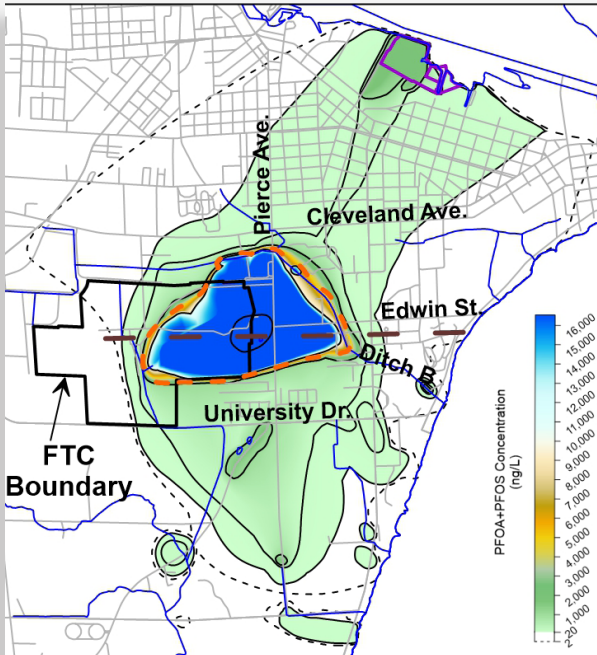 Pierce Ave.
Cleveland Ave.
Edwin St.
Ditch B
University Dr.
FTC
Boundary
PFOA+PFOS Concentration
(ng/L)
16,000
15,000
14,000
13,000
12,000
11,000
10,000
9,000
8,000
7,000
6,000
5,000
4,000
3,000
2,000
1,000
20
2